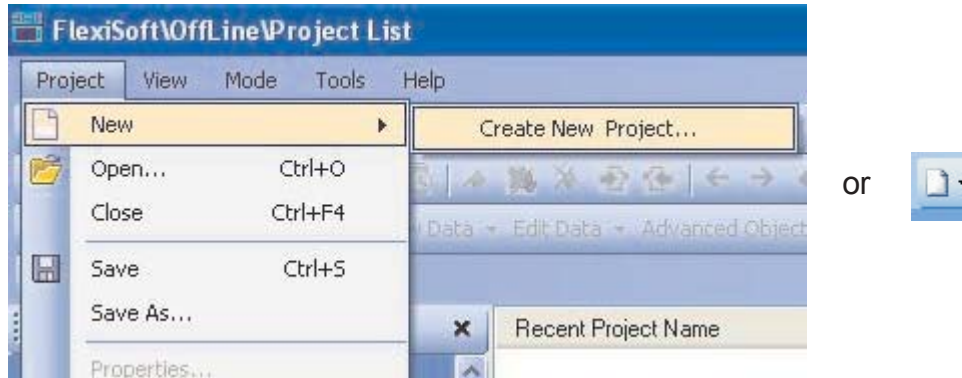 FlexiSoft\OffLine\Project List
Project View Mode Tools Help
New Create New Project...
Open... Ctrl+O
Close Ctrl+F4
Data Edit Data Advanced Object
or
Save Ctrl+S
Save As...
Recent Project Name
Properties...